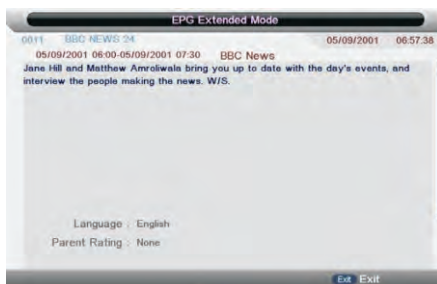 EPG Extended Mode
0011 BBC NEWS 24 05/09/2001 06:57:38
05/09/2001 06:00-05/09/2001 07:30 BBC News
Jane Hill and Matthew Amroliwala bring you up to date with the day's events, and
interview the people making the news. W/S.
Language : English
Parent Rating : None
Exit Exit